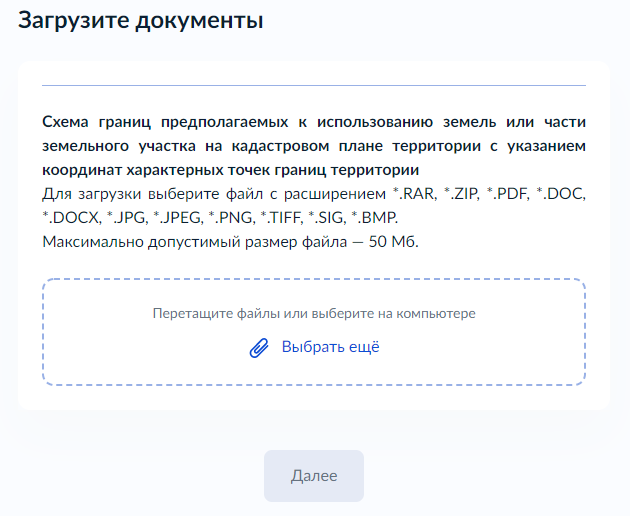 Загрузите документы
Схема границ предполагаемых к использованию земель или части
земельного участка на кадастровом плане территории с указанием
координат характерных точек границ территории
Для загрузки выберите файл с расширением *.RAR, *.ZIP, *.PDF, *.DOC,
*.DOCX, *.JPG, *.JPEG, *.PNG, *.TIFF, *.SIG, *.BMP.
Максимально допустимый размер файла — 50 Мб.
Перетащите файлы или выберите на компьютере
Выбрать ещё
Далее